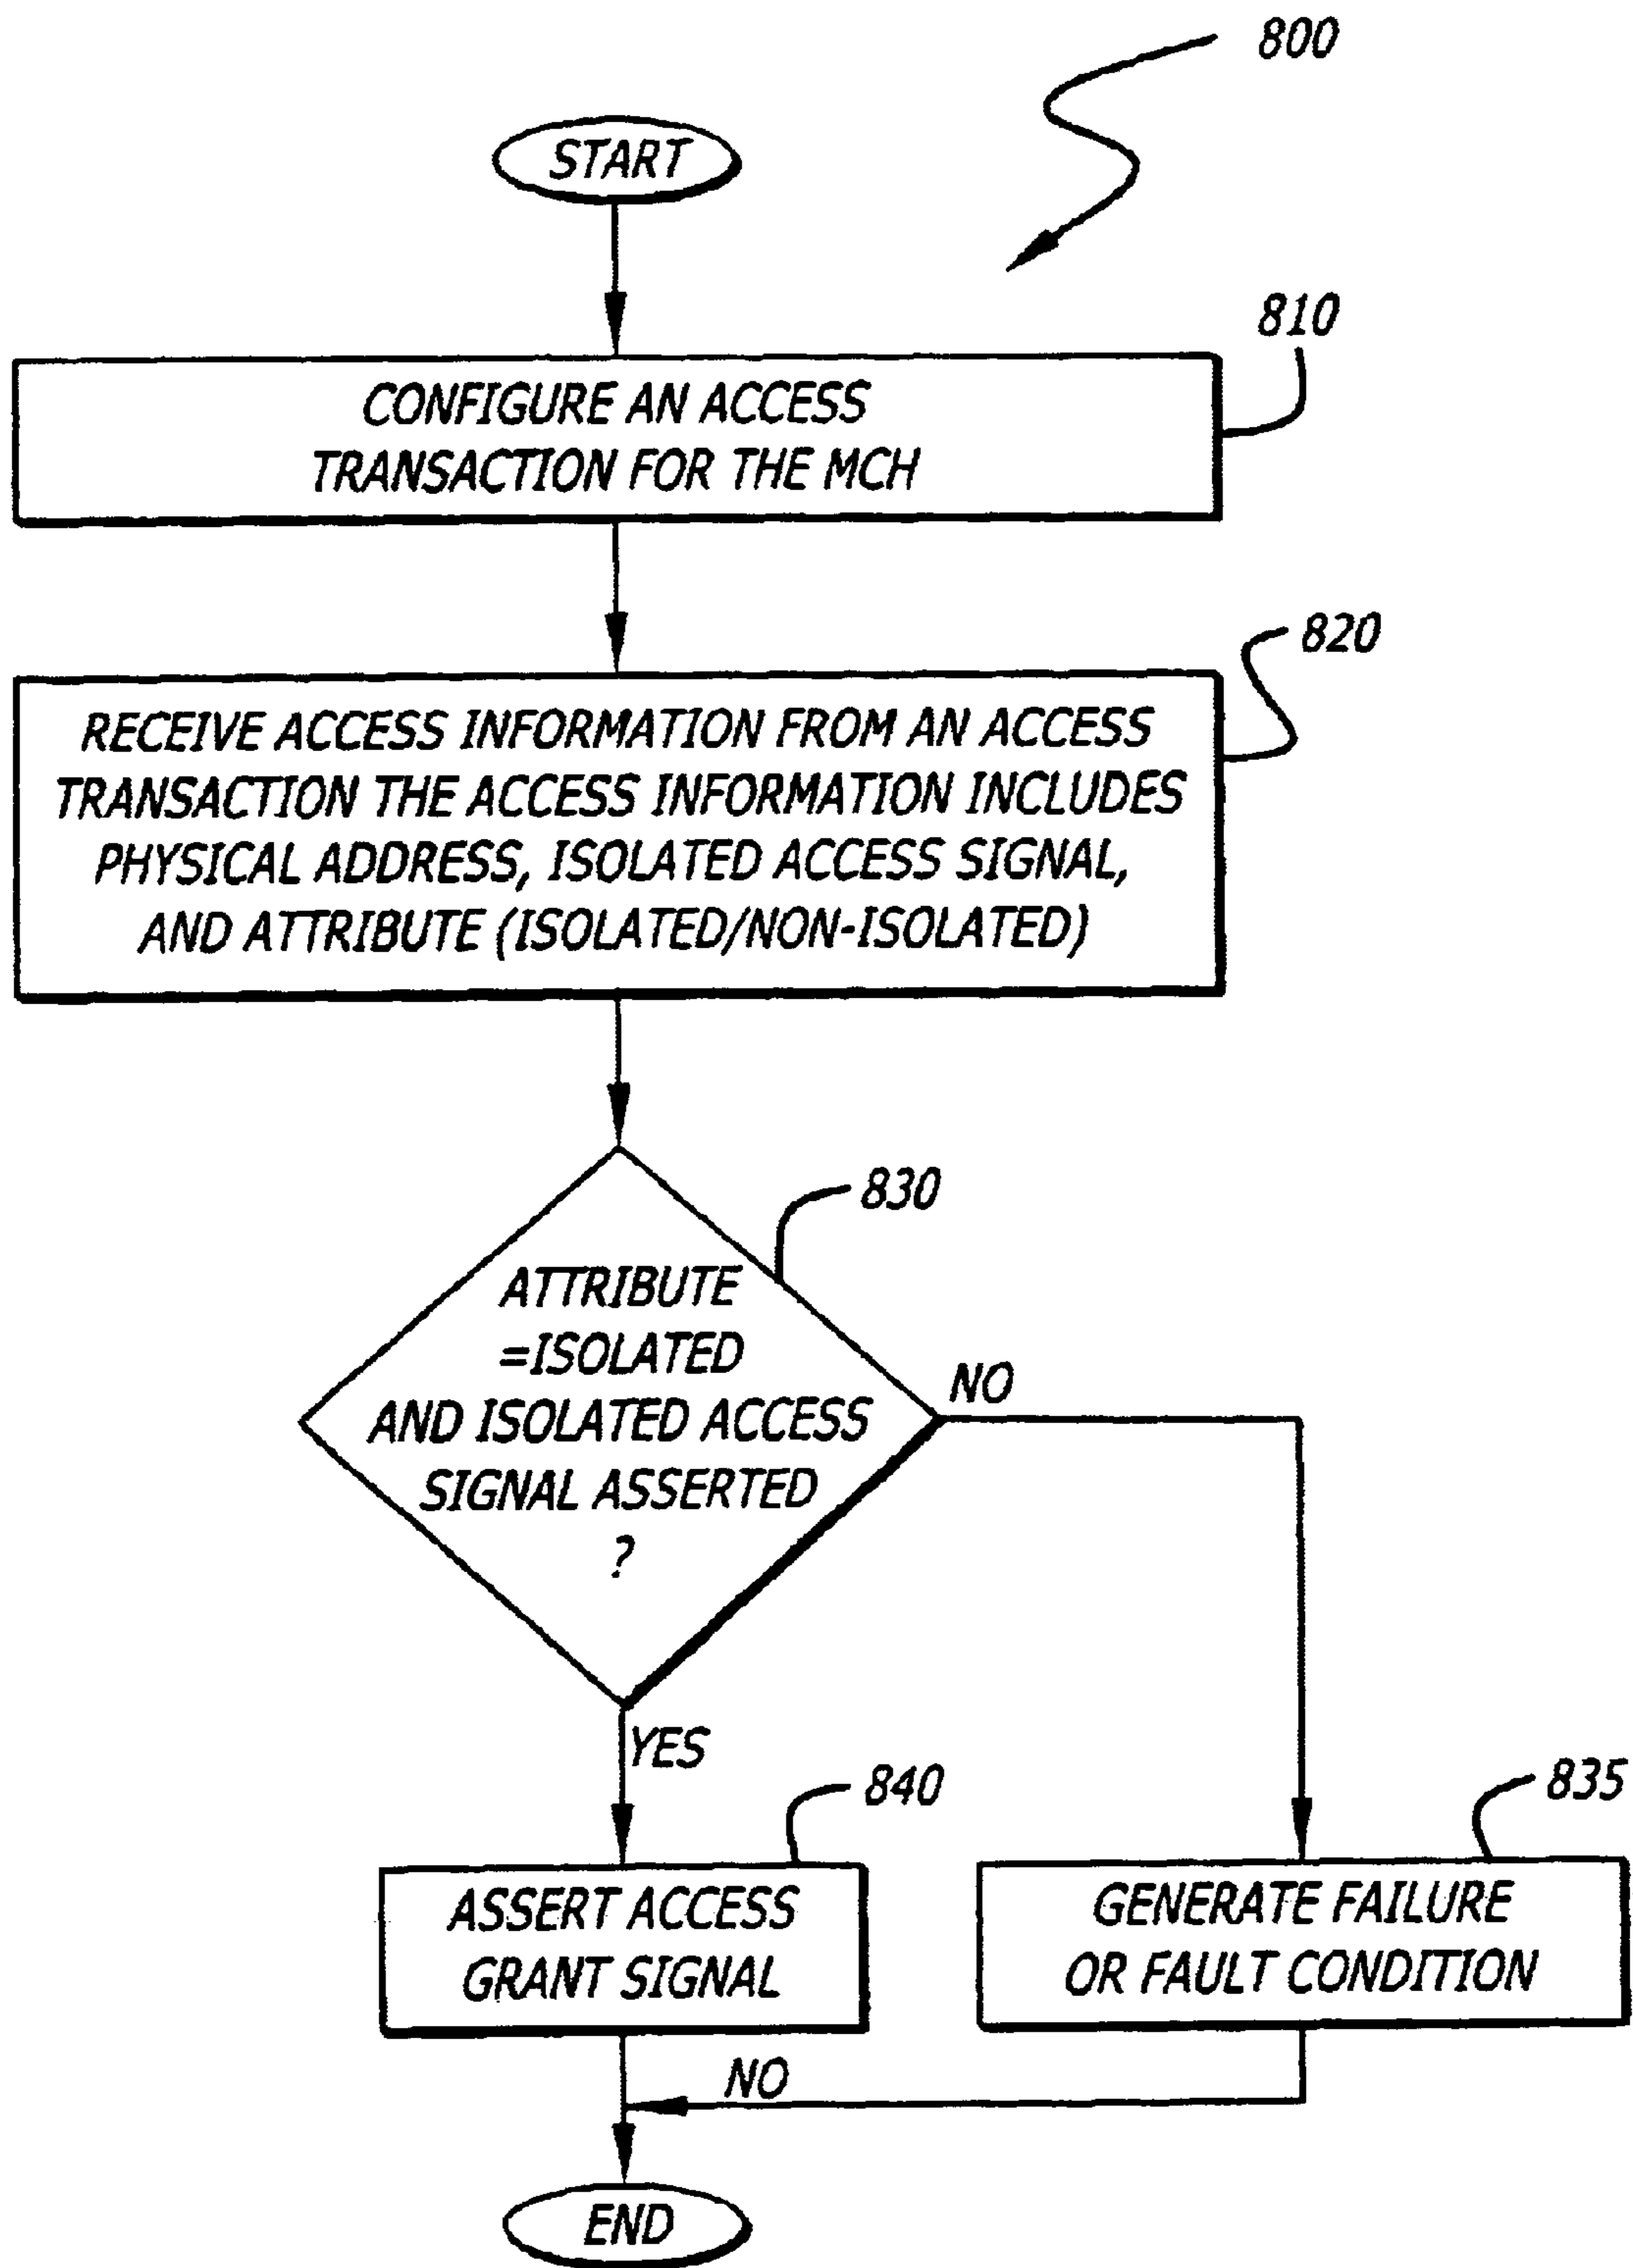 800
START
810
CONFIGURE AN ACCESS
TRANSACTION FOR THE MCH
820
RECEIVE ACCESS INFORMATION FROM AN ACCESS
TRANSACTION THE ACCESS INFORMATION INCLUDES
PHYSICAL ADDRESS, ISOLATED ACCESS SIGNAL,
AND ATTRIBUTE (ISOLATED/NON-ISOLATED)
830
ATTRIBUTE
=ISOLATED
AND ISOLATED ACCESS
SIGNAL ASSERTED
?
NO
YES
840
ASSERT ACCESS
GRANT SIGNAL
835
GENERATE FAILURE
OR FAULT CONDITION
NO
END